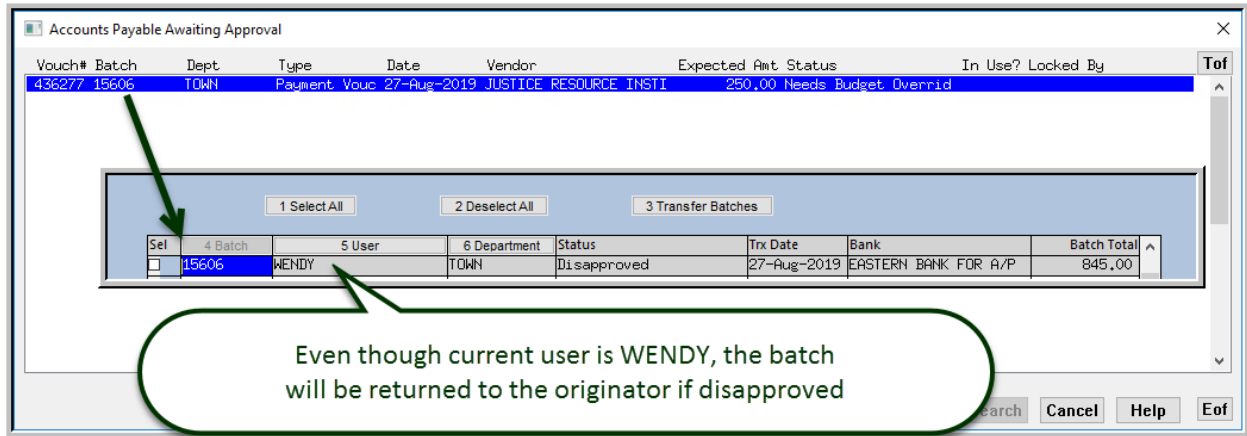 Accounts Payable Awaiting Approval
Vouch# Batch Dept Type Date Vendor Expected Amt Status In Use? Locked By Tof
436277 15606 TOWN Payment Vouc 27-Aug-2019 JUSTICE RESOURCE INSTI 250.00 Needs Budget Overrid
1 Select All 2 Deselect All 3 Transfer Batches
Sel 4 Batch 5 User 6 Department Status Trx Date Bank Batch Total
15606 WENDY TOWN Disapproved 27-Aug-2019 EASTERN BANK FOR A/P 845.00
Even though current user is WENDY, the batch
will be returned to the originator if disapproved
earch Cancel Help Eof